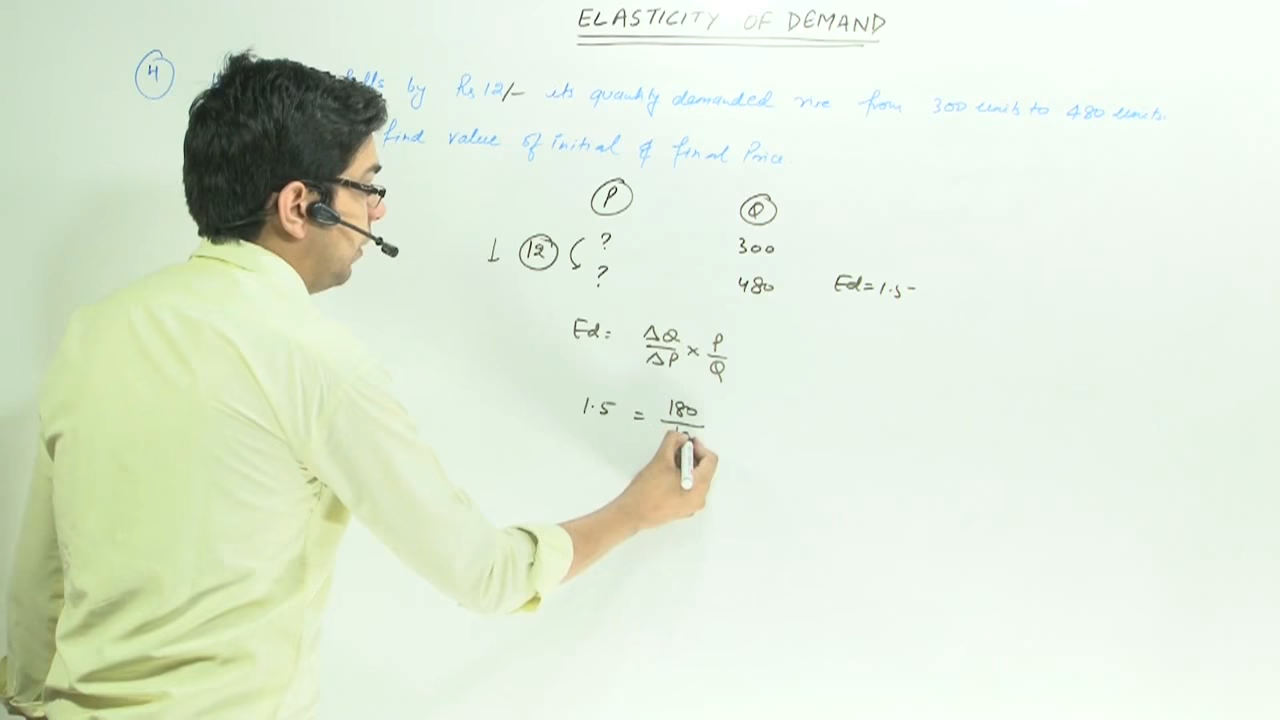 ELASTICITY OF DEMAND
4 by Rs 12/- its quantity demanded rise from 300 units to 480 units.
find value of Initial & final Price.
P Q
↓ 12 ? 300
? 480 Ed=1.5
Ed= ΔQ/ΔP × P/Q
1.5 = 180